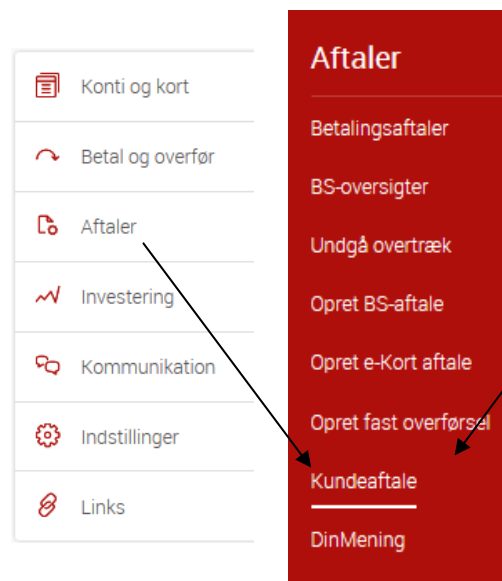 Konti og kort
Betal og overfør
Aftaler
Investering
Kommunikation
Indstillinger
Links
Aftaler
Betalingsaftaler
BS-oversigter
Undgå overtræk
Opret BS-aftale
Opret e-Kort aftale
Opret fast overførsel
Kundeaftale
DinMening